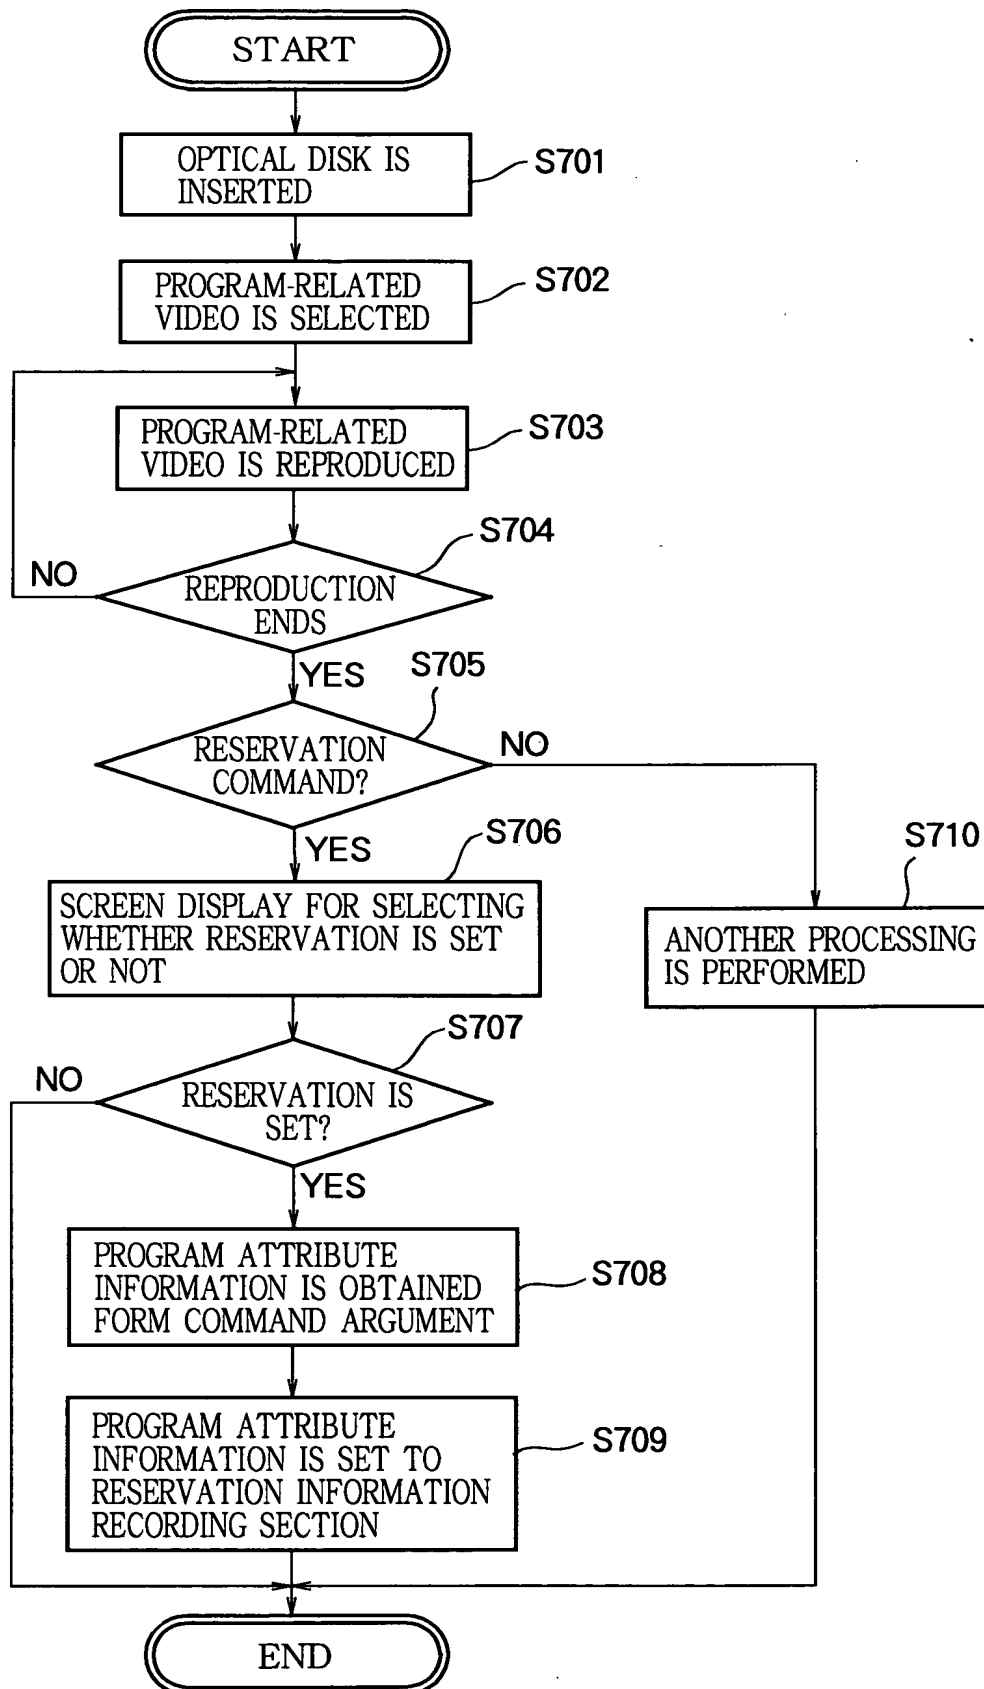 START
OPTICAL DISK IS
INSERTED
S701
PROGRAM-RELATED
VIDEO IS SELECTED
S702
PROGRAM-RELATED
VIDEO IS REPRODUCED
S703
REPRODUCTION
ENDS
S704
NO
YES
RESERVATION
COMMAND?
S705
NO
YES
SCREEN DISPLAY FOR SELECTING
WHETHER RESERVATION IS SET
OR NOT
S706
ANOTHER PROCESSING
IS PERFORMED
S710
RESERVATION IS
SET?
S707
NO
YES
PROGRAM ATTRIBUTE
INFORMATION IS OBTAINED
FORM COMMAND ARGUMENT
S708
PROGRAM ATTRIBUTE
INFORMATION IS SET TO
RESERVATION INFORMATION
RECORDING SECTION
S709
END